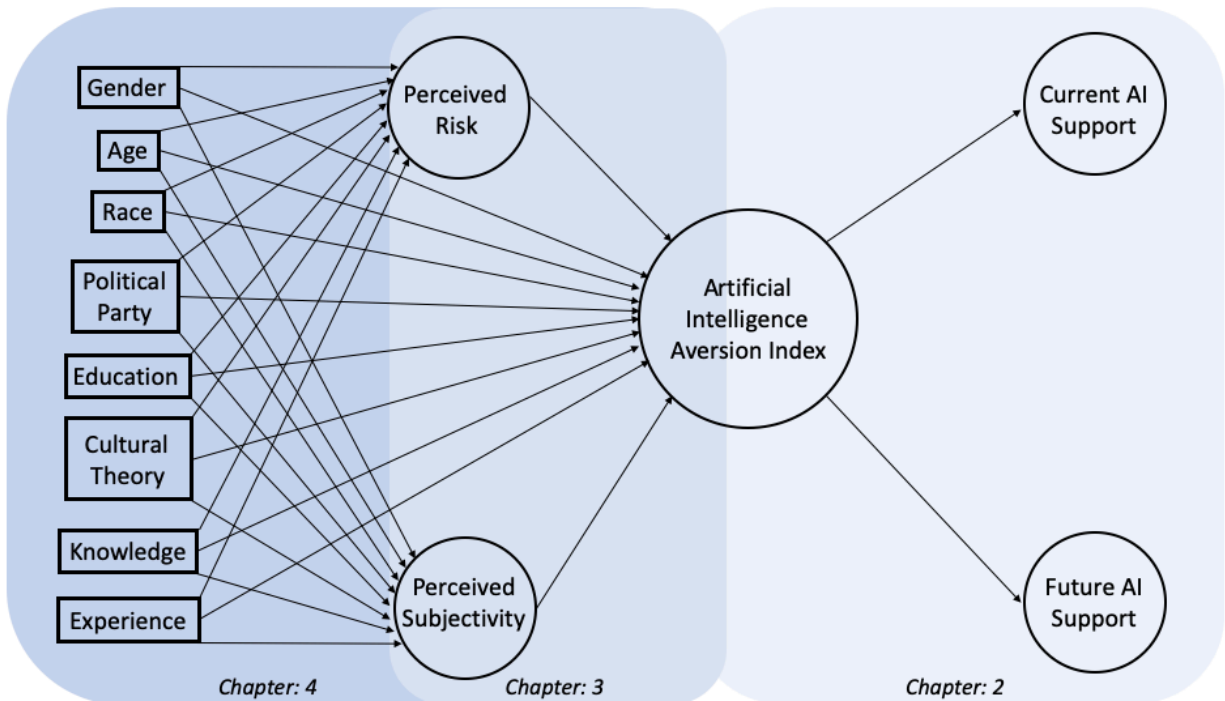 Gender
Age
Race
Political
Party
Education
Cultural
Theory
Knowledge
Experience
Perceived
Risk
Perceived
Subjectivity
Artificial
Intelligence
Aversion Index
Current AI
Support
Future AI
Support
Chapter: 4
Chapter: 3
Chapter: 2